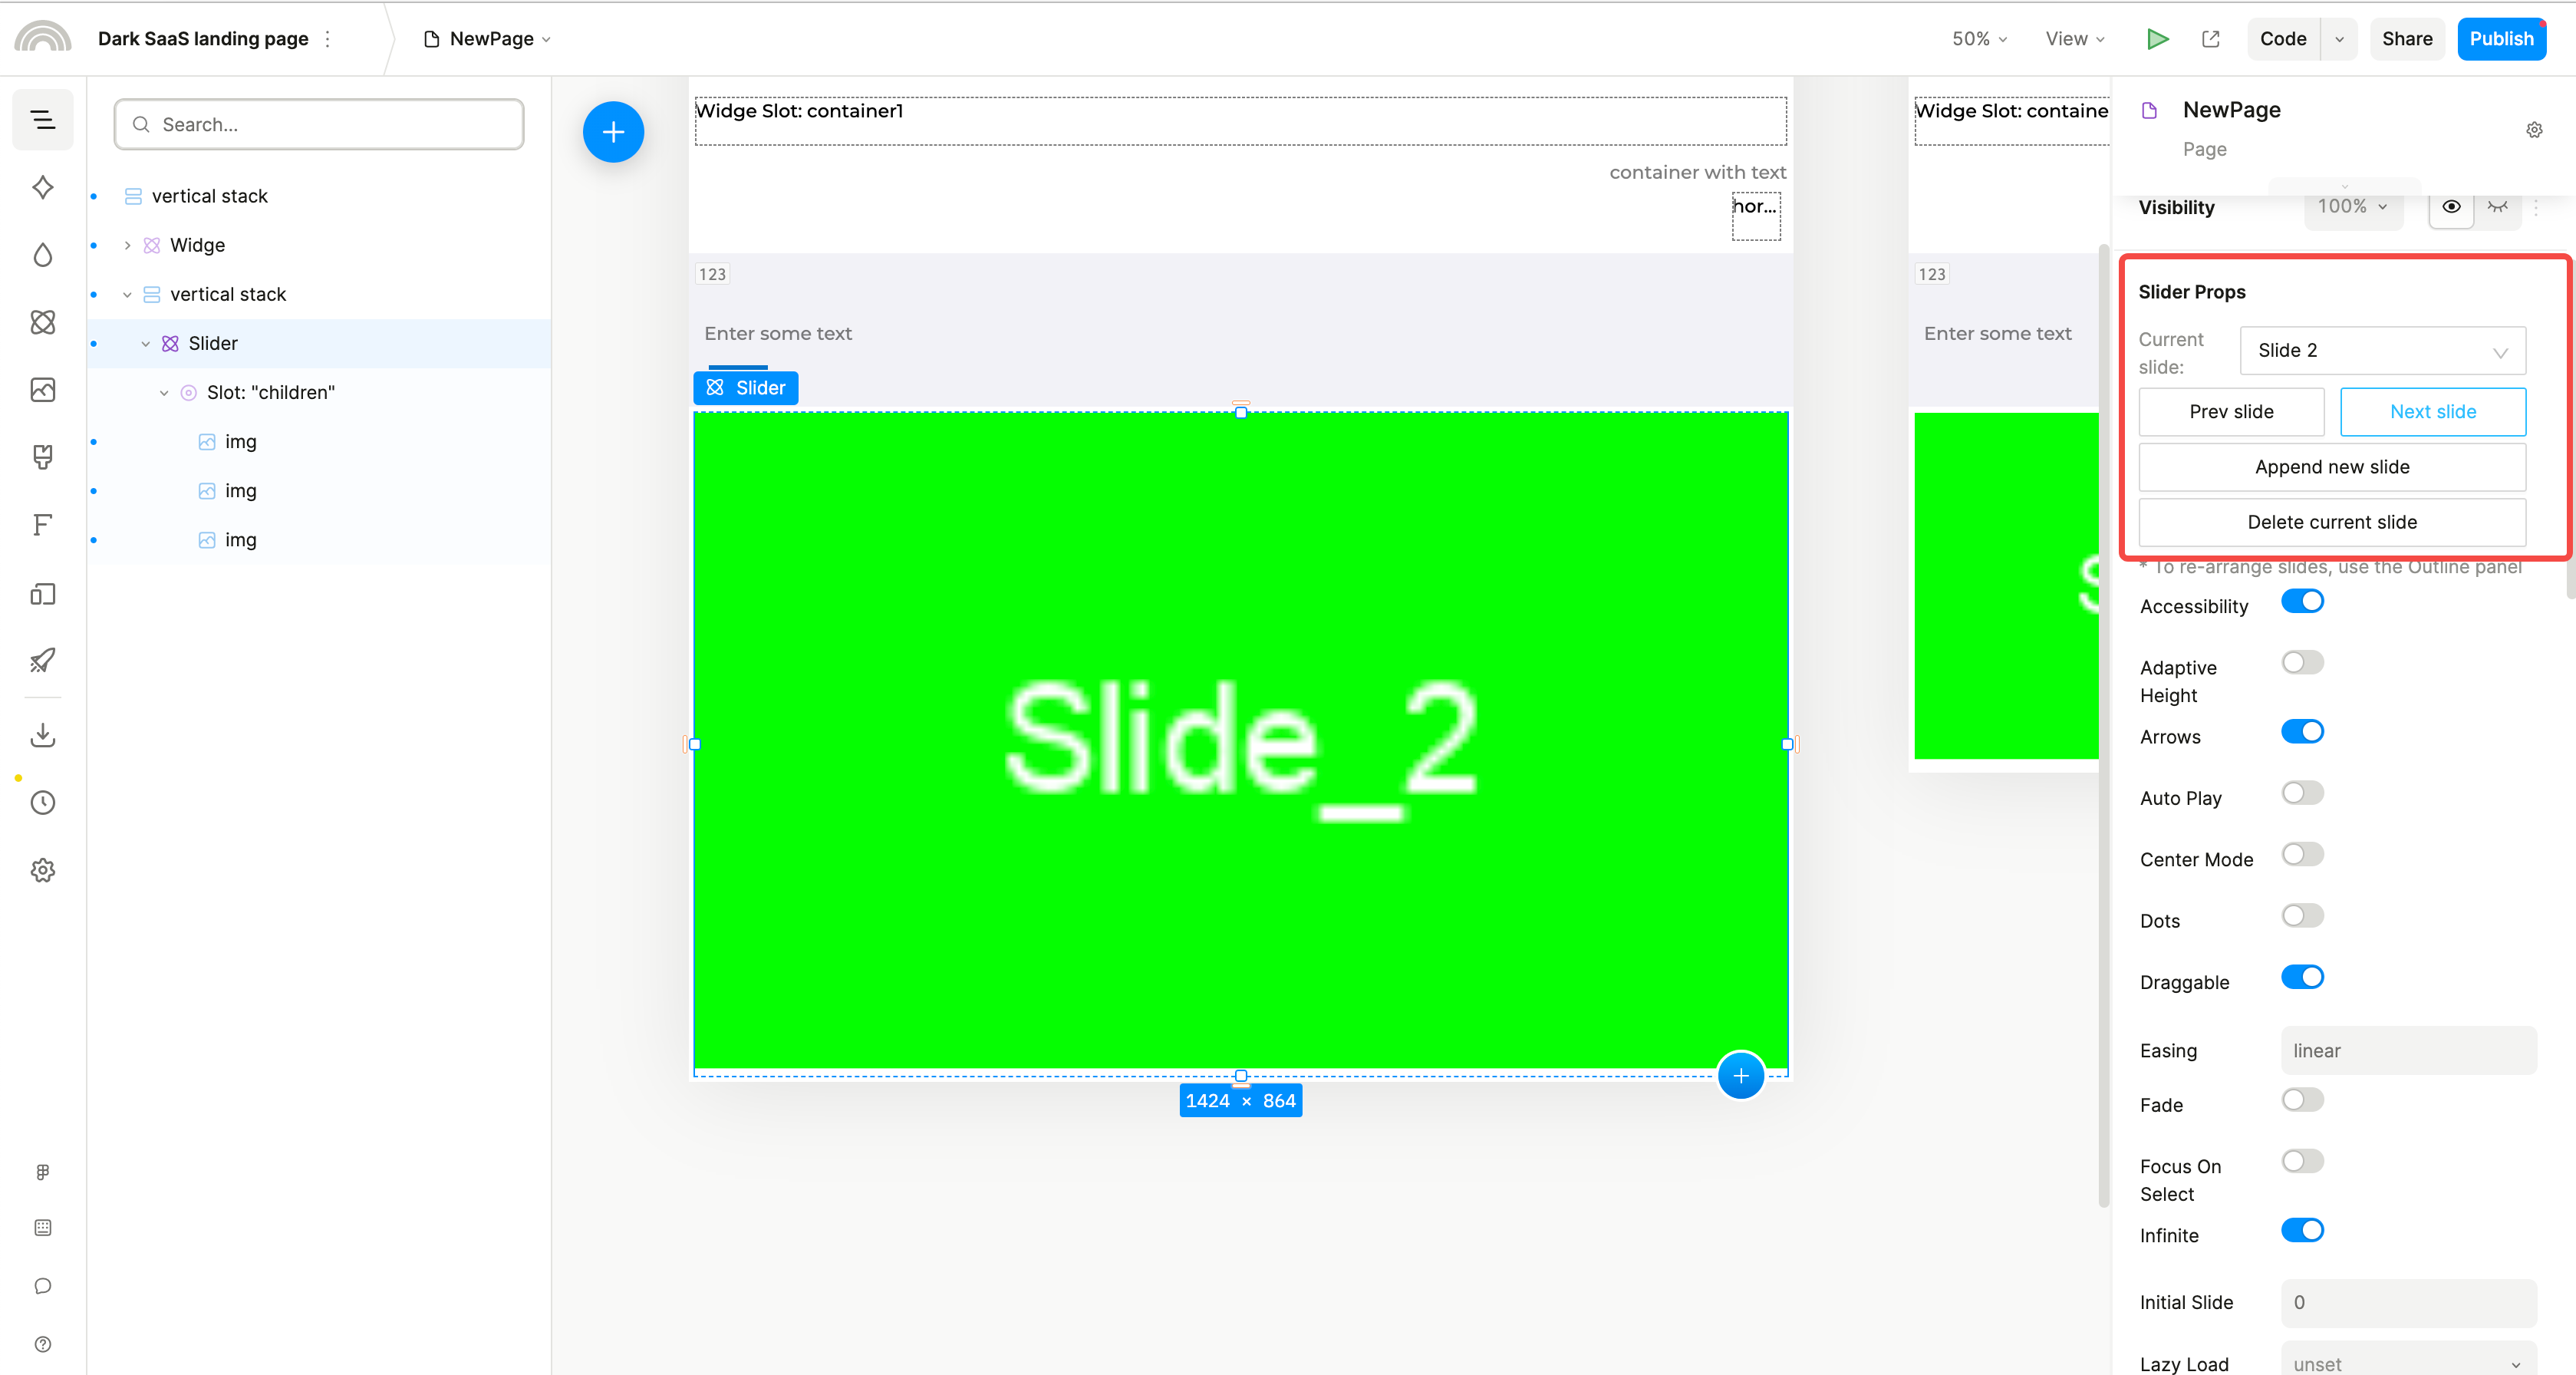 Dark SaaS landing page
NewPage
50%
View
Code
Share
Publish
Search...
vertical stack
Widge
vertical stack
Slider
Slot: "children"
img
img
img
Widge Slot: container1
container with text
hor...
123
Enter some text
Slider
Slide_2
1424 × 864
Widge Slot: containe
123
Enter some text
S
NewPage
Page
Visibility
100%
Slider Props
Current
slide:
Slide 2
Prev slide
Next slide
Append new slide
Delete current slide
* To re-arrange slides, use the Outline panel
Accessibility
Adaptive
Height
Arrows
Auto Play
Center Mode
Dots
Draggable
Easing
linear
Fade
Focus On
Select
Infinite
Initial Slide
0
Lazy Load
unset